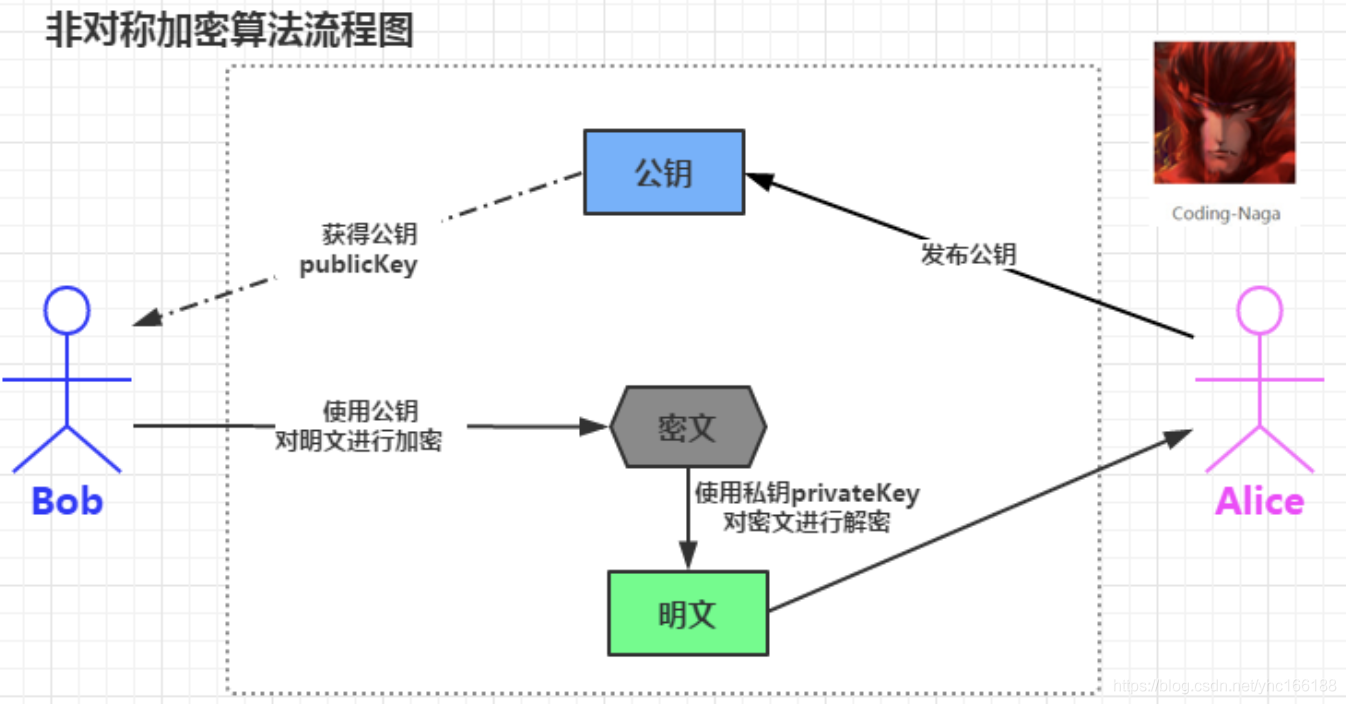 非对称加密算法流程图
公钥
Coding-Naga
获得公钥
publicKey
发布公钥
使用公钥
对明文进行加密
密文
使用私钥privateKey
对密文进行解密
Bob
Alice
明文
https://blog.csdn.net/yhc166188